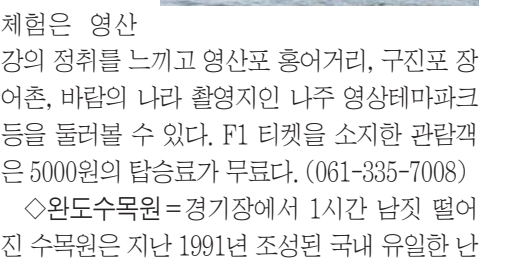 체험은 영산
강의 정취를 느끼고 영산포 홍어거리, 구진포 장
어촌, 바람의 나라 촬영지인 나주 영상테마파크
등을 둘러볼 수 있다. F1 티켓을 소지한 관람객
은 5000원의 탑승료가 무료다. (061-335-7008)
◇완도수목원=경기장에서 1시간 남짓 떨어
진 수목원은 지난 1991년 조성된 국내 유일한 난